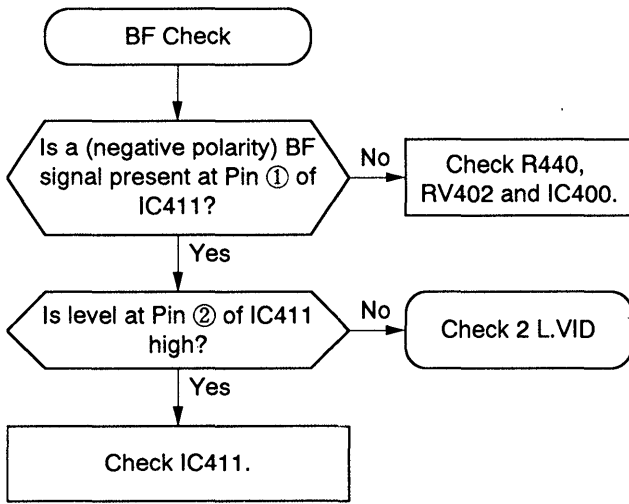 BF Check
Is a (negative polarity) BF
signal present at Pin ① of
IC411?
No
Check R440,
RV402 and IC400.
Yes
Is level at Pin ② of IC411
high?
No
Check 2 L.VID
Yes
Check IC411.